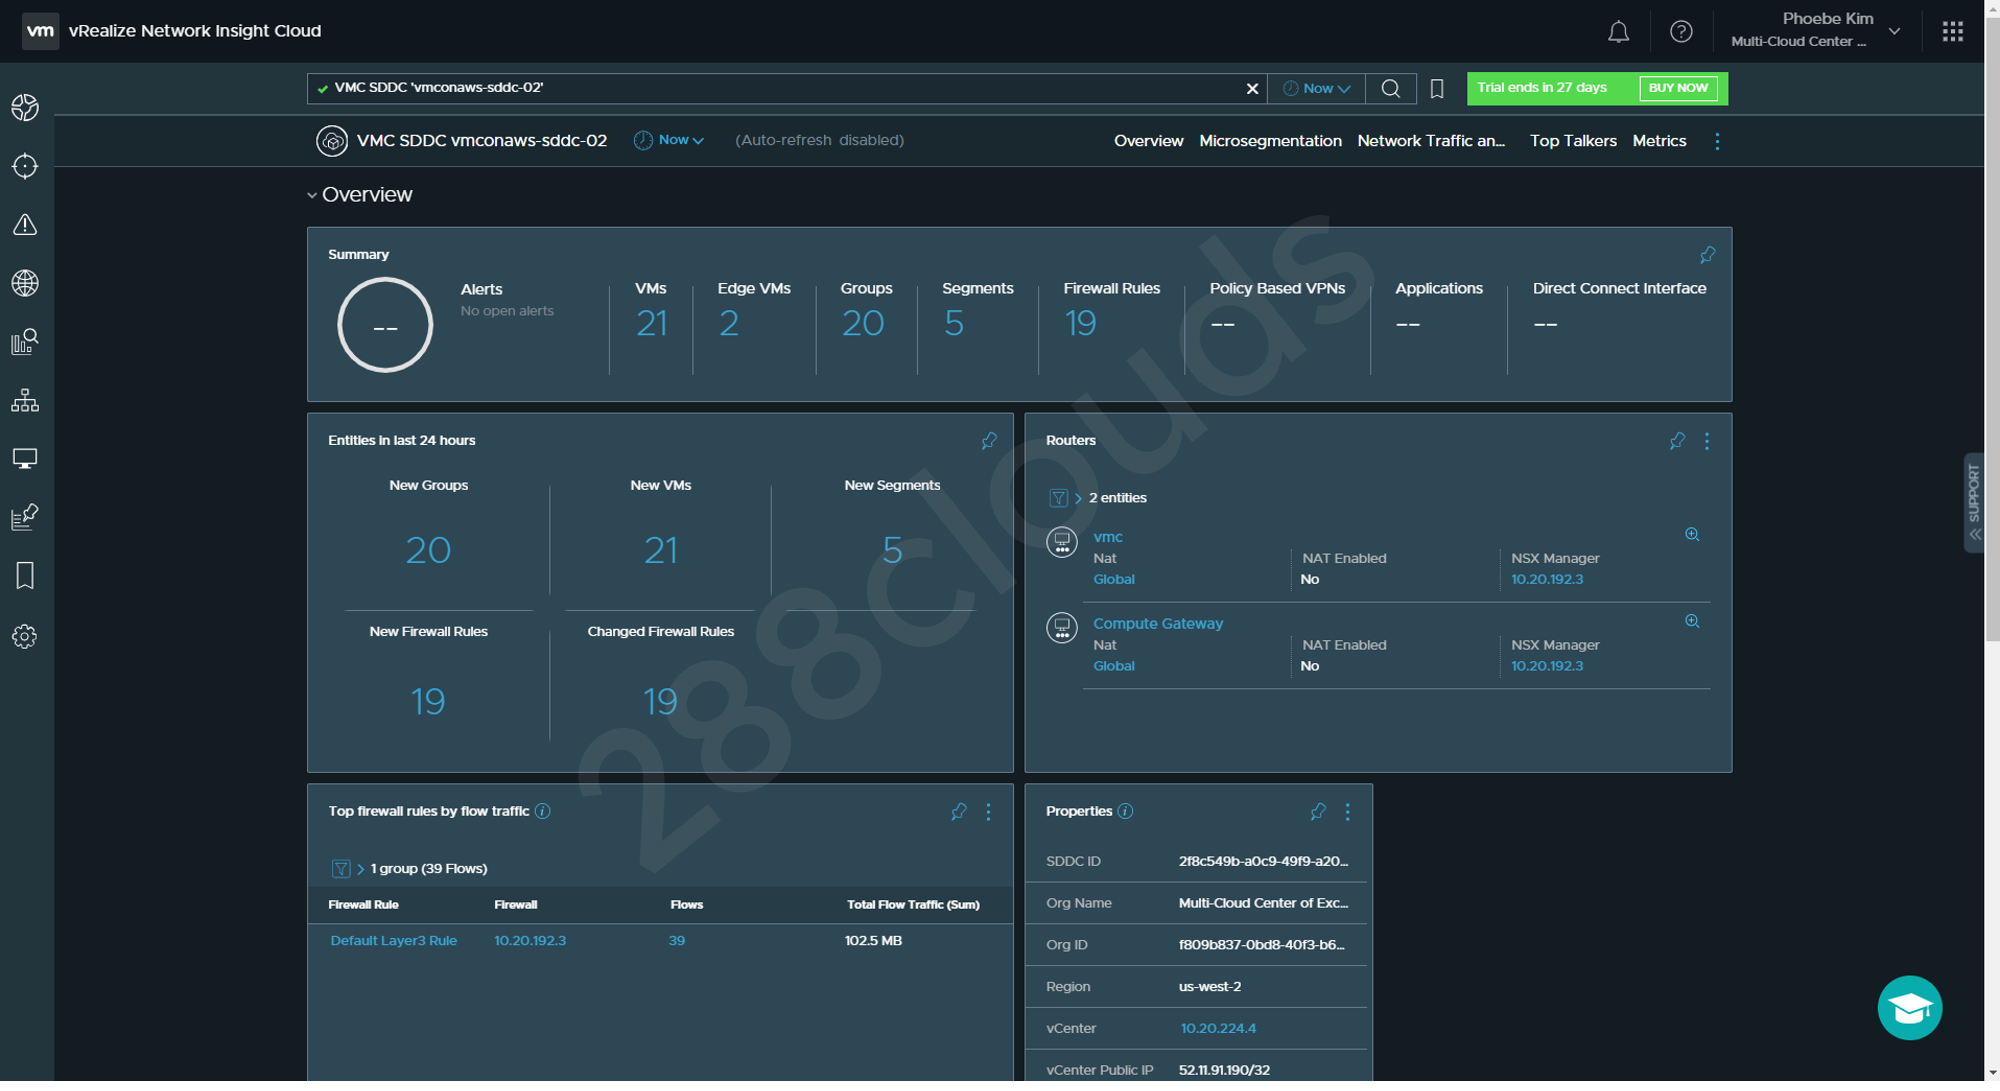 vm vRealize Network Insight Cloud
Phoebe Kim
Multi-Cloud Center ...
VMC SDDC 'vmconaws-sddc-02'
Now
Trial ends in 27 days BUY NOW
VMC SDDC vmconaws-sddc-02 Now (Auto-refresh disabled)
Overview Microsegmentation Network Traffic an... Top Talkers Metrics
Overview
Summary
--
Alerts
No open alerts
VMs
21
Edge VMs
2
Groups
20
Segments
5
Firewall Rules
19
Policy Based VPNs
--
Applications
--
Direct Connect Interface
--
Entities in last 24 hours
New Groups
20
New VMs
21
New Segments
5
New Firewall Rules
19
Changed Firewall Rules
19
Routers
2 entities
vmc
Nat NAT Enabled NSX Manager
Global No 10.20.192.3
Compute Gateway
Nat NAT Enabled NSX Manager
Global No 10.20.192.3
Top firewall rules by flow traffic
1 group (39 Flows)
Firewall Rule Firewall Flows Total Flow Traffic (Sum)
Default Layer3 Rule 10.20.192.3 39 102.5 MB
Properties
SDDC ID 2f8c549b-a0c9-49f9-a20...
Org Name Multi-Cloud Center of Exc...
Org ID f809b837-0bd8-40f3-b6...
Region us-west-2
vCenter 10.20.224.4
vCenter Public IP 52.11.91.190/32
SUPPORT
288clouds